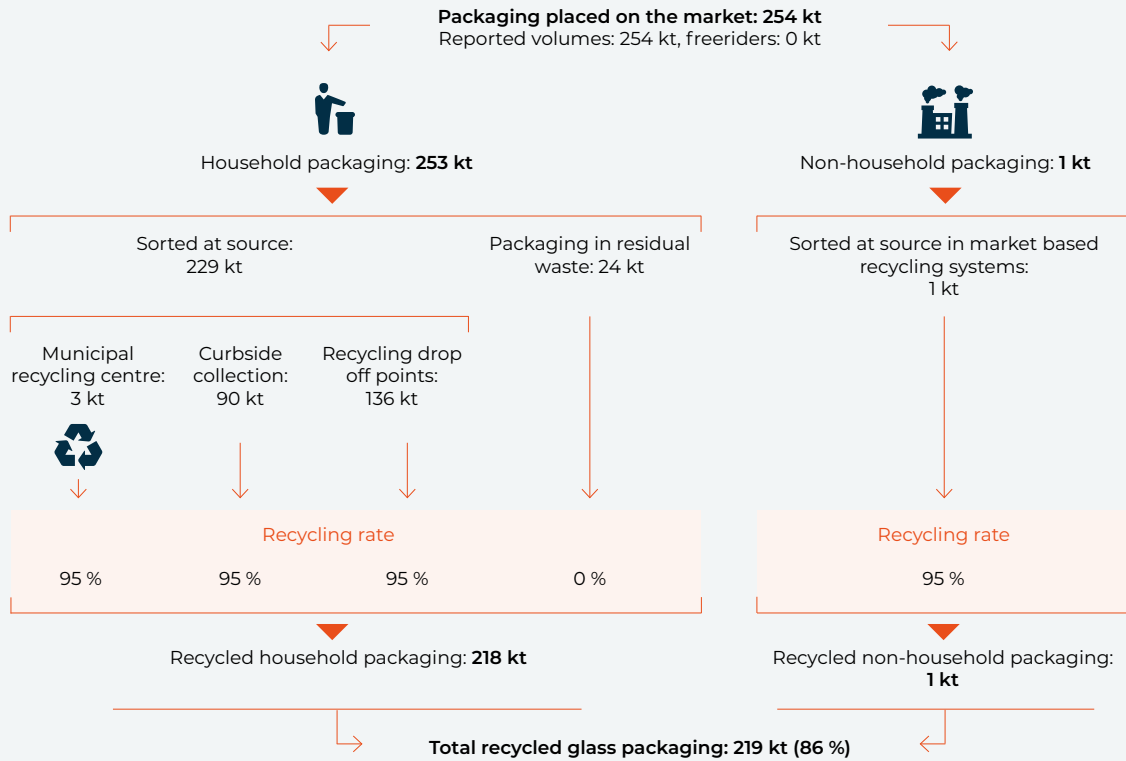 Packaging placed on the market: 254 kt
Reported volumes: 254 kt, freeriders: 0 kt
Household packaging: 253 kt
Non-household packaging: 1 kt
Sorted at source:
229 kt
Packaging in residual
waste: 24 kt
Sorted at source in market based
recycling systems:
1 kt
Municipal
recycling centre:
3 kt
Curbside
collection:
90 kt
Recycling drop
off points:
136 kt
Recycling rate
95 %
95 %
95 %
0 %
Recycling rate
95 %
Recycled household packaging: 218 kt
Recycled non-household packaging:
1 kt
Total recycled glass packaging: 219 kt (86 %)